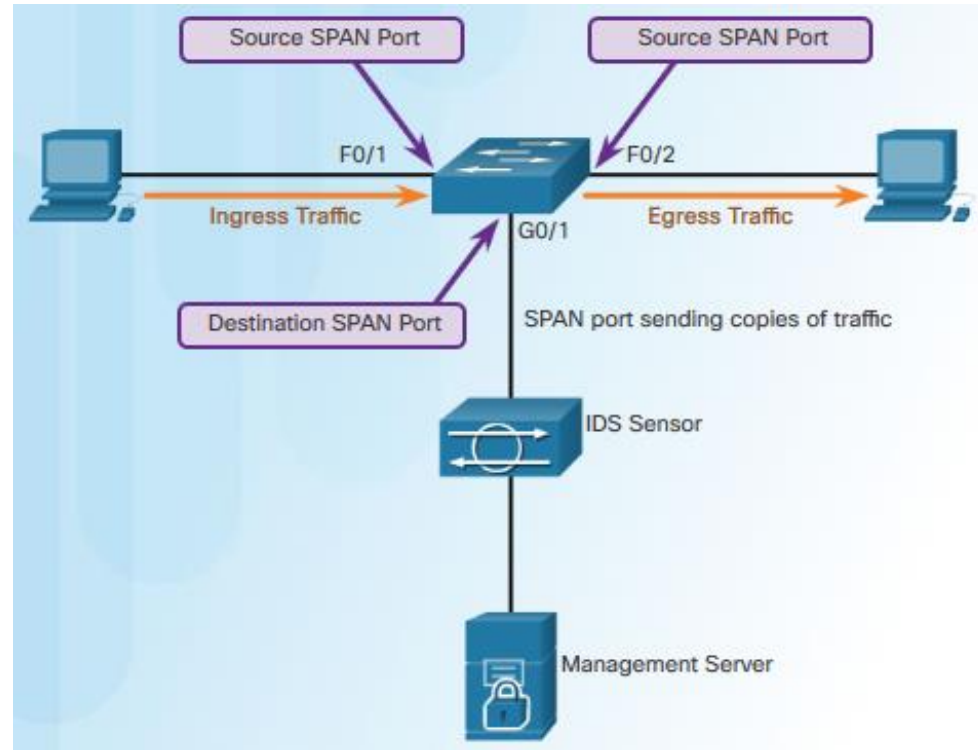 Source SPAN Port
Source SPAN Port
F0/1
F0/2
Ingress Traffic
Egress Traffic
G0/1
Destination SPAN Port
SPAN port sending copies of traffic
IDS Sensor
Management Server